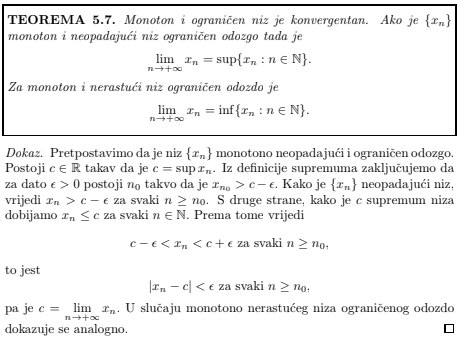 TEOREMA 5.7. Monoton i ograničen niz je konvergentan. Ako je {xₙ}
monoton i neopadajući niz ograničen odozgo tada je
lim n→+∞ xₙ = sup{xₙ : n ∈ ℕ}.
Za monoton i nerastući niz ograničen odozdo je
lim n→+∞ xₙ = inf{xₙ : n ∈ ℕ}.
Dokaz. Pretpostavimo da je niz {xₙ} monotono neopadajući i ograničen odozgo.
Postoji c ∈ ℝ takav da je c = sup xₙ. Iz definicije supremuma zaključujemo da
za dato ϵ > 0 postoji n₀ takvo da je xₙ₀ > c − ϵ. Kako je {xₙ} neopadajući niz,
vrijedi xₙ > c − ϵ za svaki n ≥ n₀. S druge strane, kako je c supremum niza
dobijamo xₙ ≤ c za svaki n ∈ ℕ. Prema tome vrijedi
c − ϵ < xₙ < c + ϵ za svaki n ≥ n₀,
to jest
|xₙ − c| < ϵ za svaki n ≥ n₀,
pa je c = lim n→+∞ xₙ. U slučaju monotono nerastućeg niza ograničenog odozdo
dokazuje se analogno. □